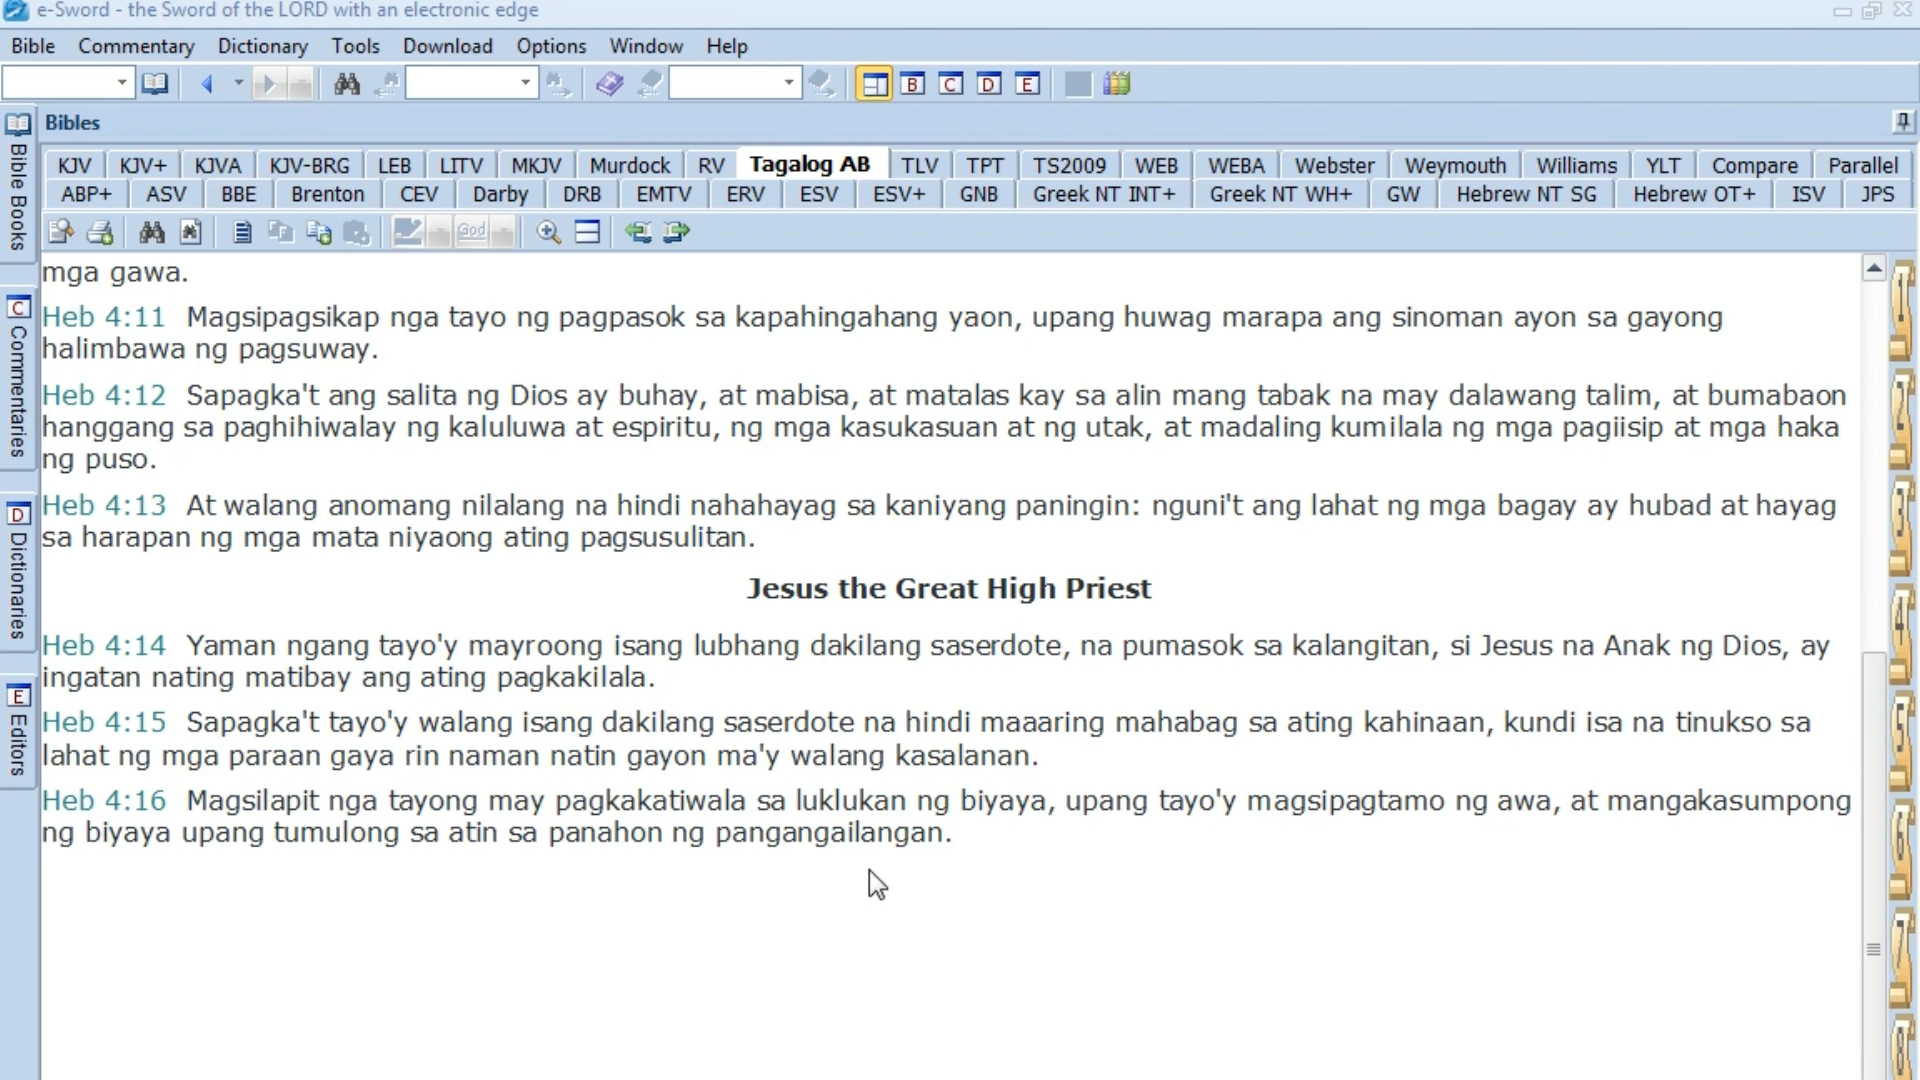 e-Sword - the Sword of the LORD with an electronic edge
Bible Commentary Dictionary Tools Download Options Window Help
B C D E
Bibles
KJV KJV+ KJVA KJV-BRG LEB LITV MKJV Murdock RV Tagalog AB TLV TPT TS2009 WEB WEBA Webster Weymouth Williams YLT Compare Parallel
ABP+ ASV BBE Brenton CEV Darby DRB EMTV ERV ESV ESV+ GNB Greek NT INT+ Greek NT WH+ GW Hebrew NT SG Hebrew OT+ ISV JPS
God
Bible Books
C Commentaries
D Dictionaries
E Editors
mga gawa.
Heb 4:11 Magsipagsikap nga tayo ng pagpasok sa kapahingahang yaon, upang huwag marapa ang sinoman ayon sa gayong
halimbawa ng pagsuway.
Heb 4:12 Sapagka't ang salita ng Dios ay buhay, at mabisa, at matalas kay sa alin mang tabak na may dalawang talim, at bumabaon
hanggang sa paghihiwalay ng kaluluwa at espiritu, ng mga kasukasuan at ng utak, at madaling kumilala ng mga pagiisip at mga haka
ng puso.
Heb 4:13 At walang anomang nilalang na hindi nahahayag sa kaniyang paningin: nguni't ang lahat ng mga bagay ay hubad at hayag
sa harapan ng mga mata niyaong ating pagsusulitan.
Jesus the Great High Priest
Heb 4:14 Yaman ngang tayo'y mayroong isang lubhang dakilang saserdote, na pumasok sa kalangitan, si Jesus na Anak ng Dios, ay
ingatan nating matibay ang ating pagkakilala.
Heb 4:15 Sapagka't tayo'y walang isang dakilang saserdote na hindi maaaring mahabag sa ating kahinaan, kundi isa na tinukso sa
lahat ng mga paraan gaya rin naman natin gayon ma'y walang kasalanan.
Heb 4:16 Magsilapit nga tayong may pagkakatiwala sa luklukan ng biyaya, upang tayo'y magsipagtamo ng awa, at mangakasumpong
ng biyaya upang tumulong sa atin sa panahon ng pangangailangan.
1
2
3
4
5
6
7
8